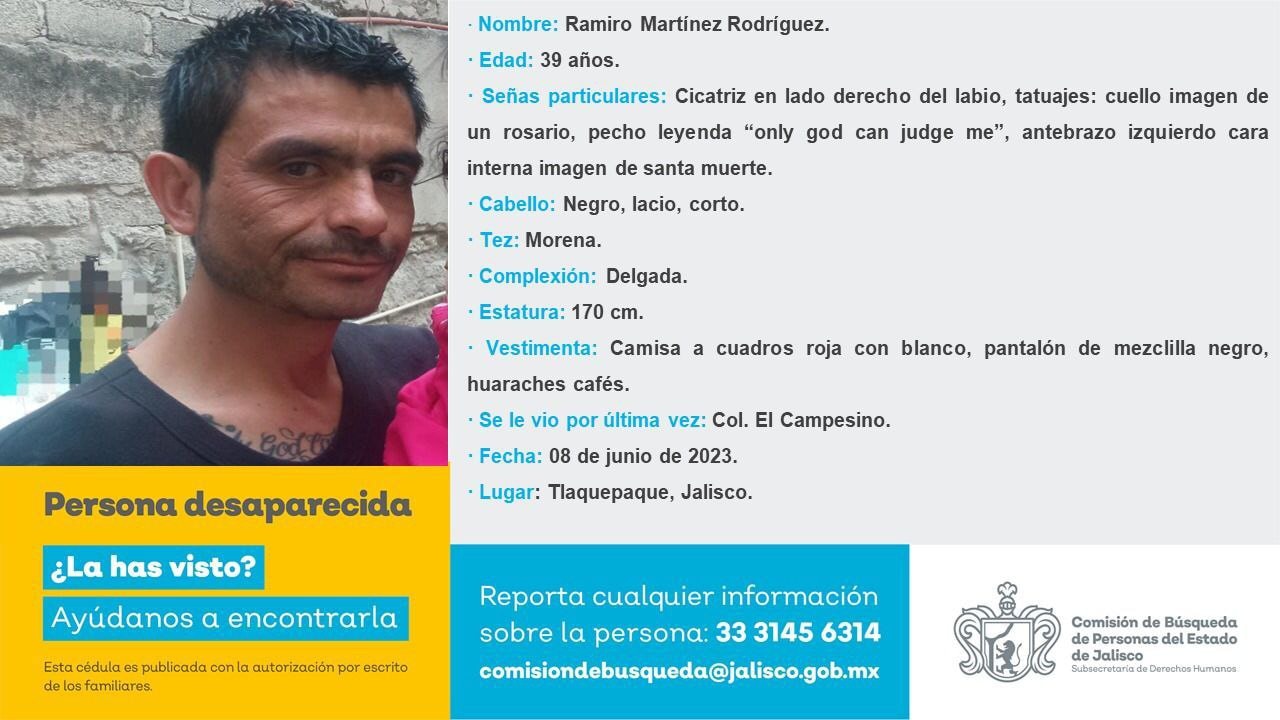 · Nombre: Ramiro Martínez Rodríguez.
· Edad: 39 años.
· Señas particulares: Cicatriz en lado derecho del labio, tatuajes: cuello imagen de
un rosario, pecho leyenda “only god can judge me”, antebrazo izquierdo cara
interna imagen de santa muerte.
· Cabello: Negro, lacio, corto.
· Tez: Morena.
· Complexión: Delgada.
· Estatura: 170 cm.
· Vestimenta: Camisa a cuadros roja con blanco, pantalón de mezclilla negro,
huaraches cafés.
· Se le vio por última vez: Col. El Campesino.
· Fecha: 08 de junio de 2023.
· Lugar: Tlaquepaque, Jalisco.
God
Persona desaparecida
¿La has visto?
Ayúdanos a encontrarla
Esta cédula es publicada con la autorización por escrito
de los familiares.
Reporta cualquier información
sobre la persona: 33 3145 6314
comisiondebusqueda@jalisco.gob.mx
Comisión de Búsqueda
de Personas del Estado
de Jalisco
Subsecretaría de Derechos Humanos